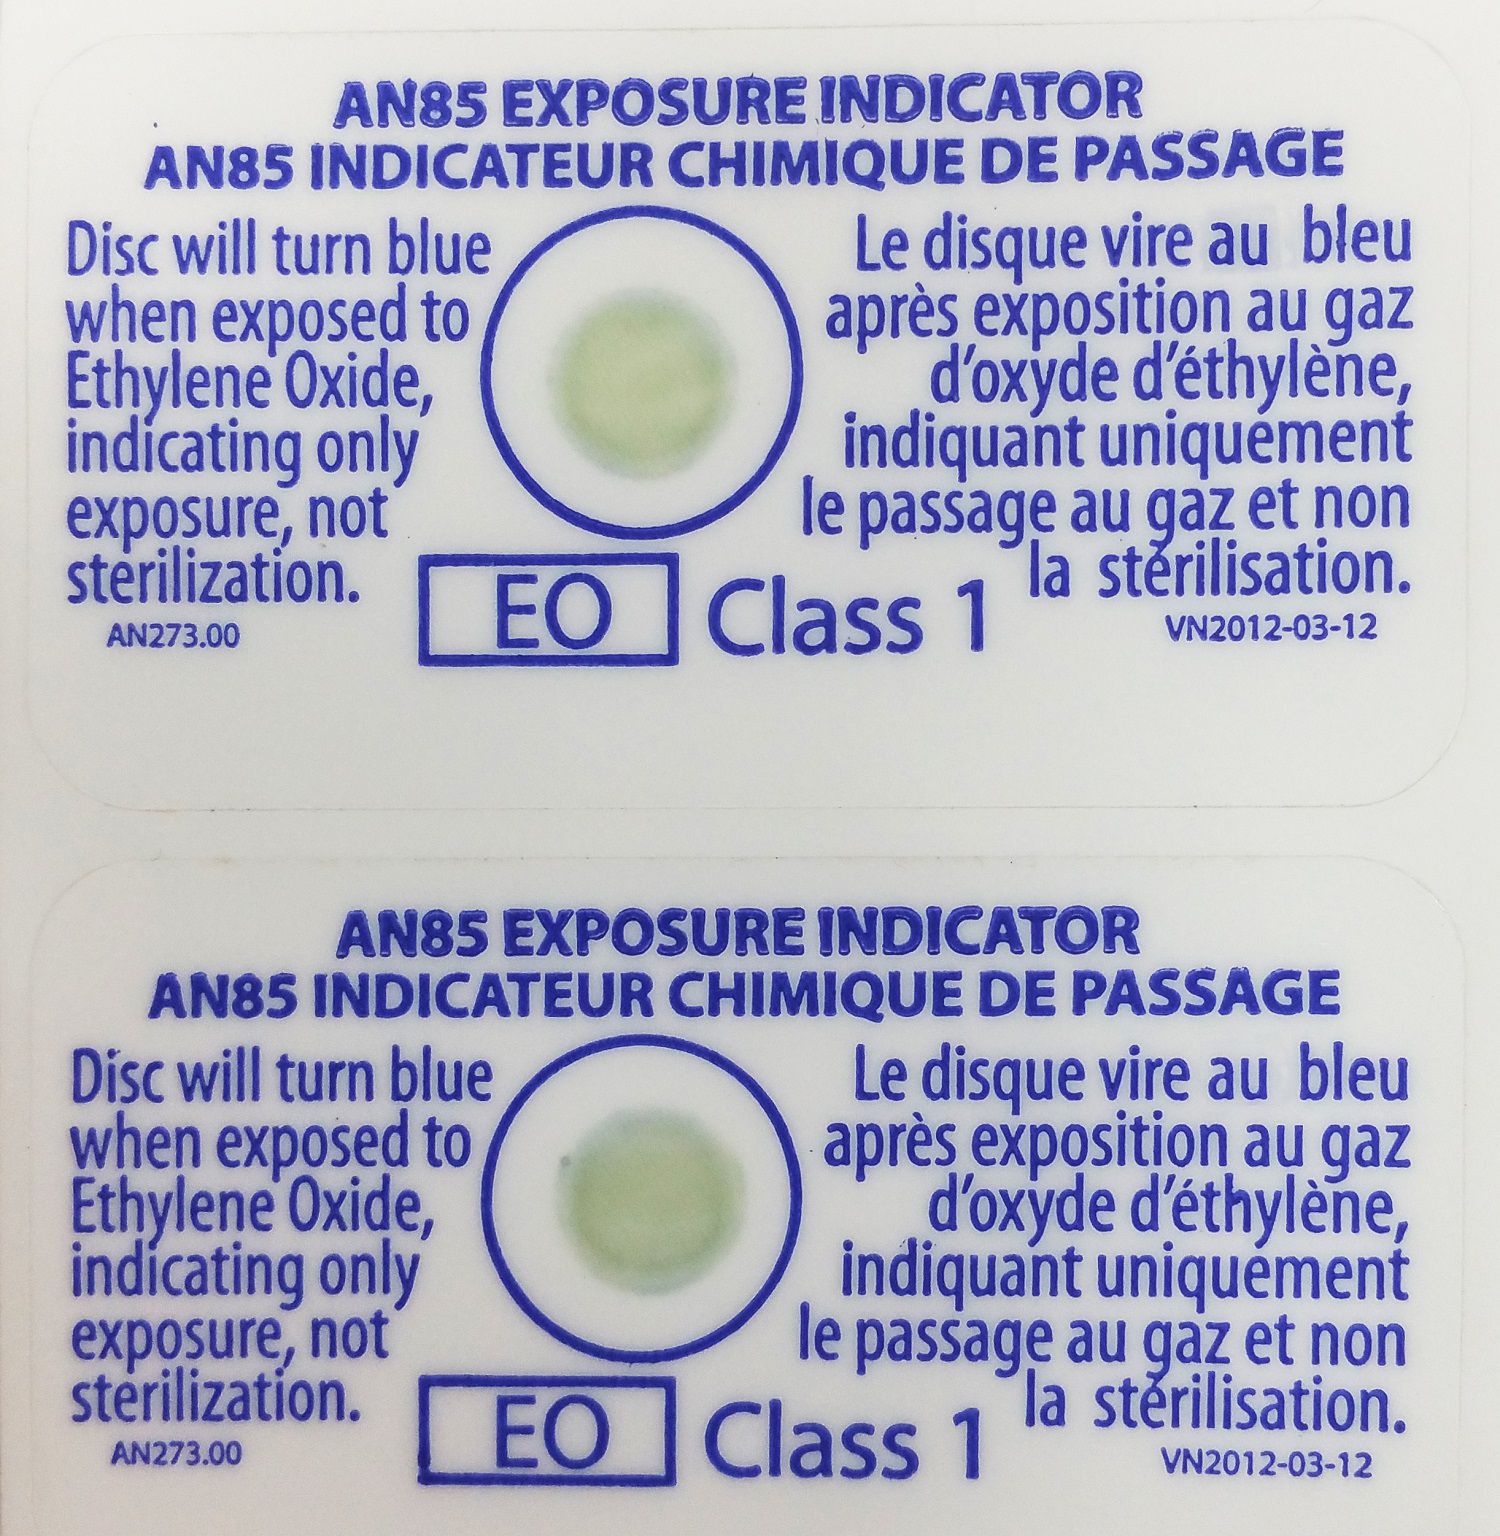 AN85 EXPOSURE INDICATOR
AN85 INDICATEUR CHIMIQUE DE PASSAGE
Disc will turn blue
when exposed to
Ethylene Oxide,
indicating only
exposure, not
sterilization.
AN273.00
EO
Class 1
Le disque vire au bleu
après exposition au gaz
d'oxyde d'éthylène,
indiquant uniquement
le passage au gaz et non
la stérilisation.
VN2012-03-12
AN85 EXPOSURE INDICATOR
AN85 INDICATEUR CHIMIQUE DE PASSAGE
Disc will turn blue
when exposed to
Ethylene Oxide,
indicating only
exposure, not
sterilization.
AN273.00
EO
Class 1
Le disque vire au bleu
après exposition au gaz
d'oxyde d'éthylène,
indiquant uniquement
le passage au gaz et non
la stérilisation.
VN2012-03-12